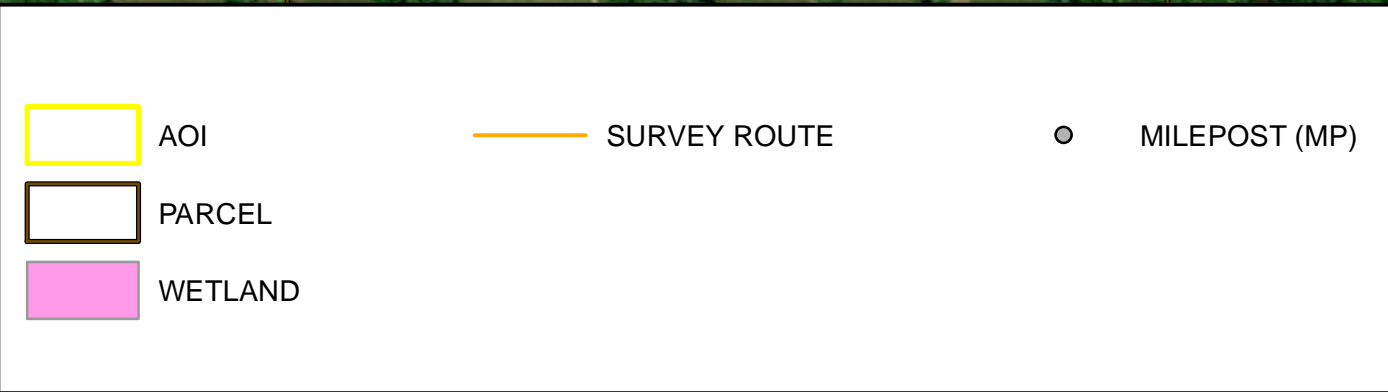 AOI
SURVEY ROUTE
MILEPOST (MP)
PARCEL
WETLAND